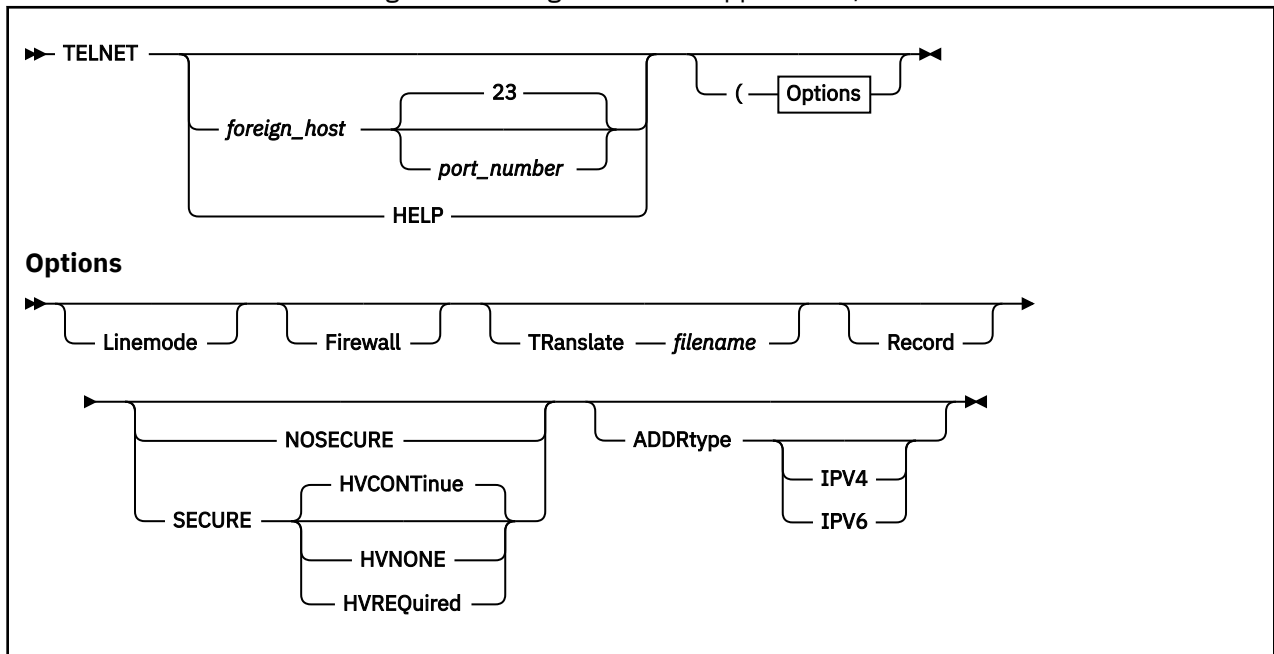 TELNET
23
( Options
foreign_host
port_number
HELP
Options
Linemode Firewall TRanslate filename Record
NOSECURE ADDRtype
HVCONTinue IPV4
SECURE IPV6
HVNONE
HVREQuired